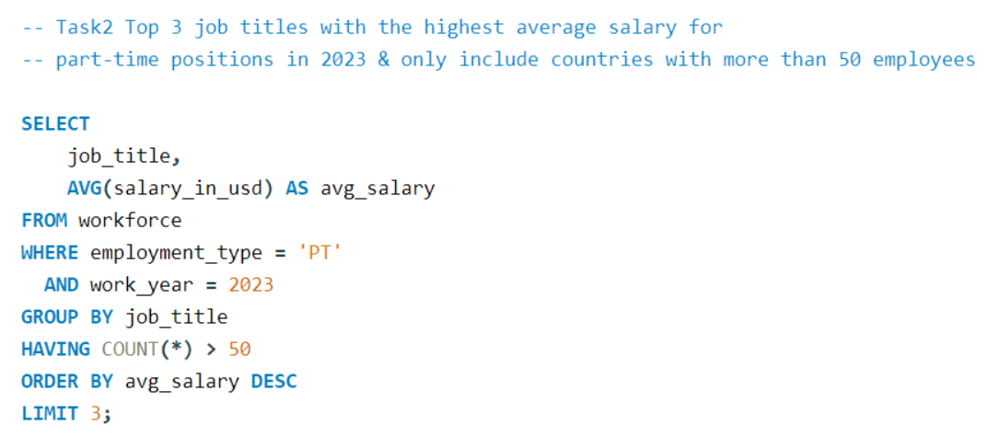 -- Task2 Top 3 job titles with the highest average salary for
-- part-time positions in 2023 & only include countries with more than 50 employees
SELECT
job_title,
AVG(salary_in_usd) AS avg_salary
FROM workforce
WHERE employment_type = 'PT'
AND work_year = 2023
GROUP BY job_title
HAVING COUNT(*) > 50
ORDER BY avg_salary DESC
LIMIT 3;